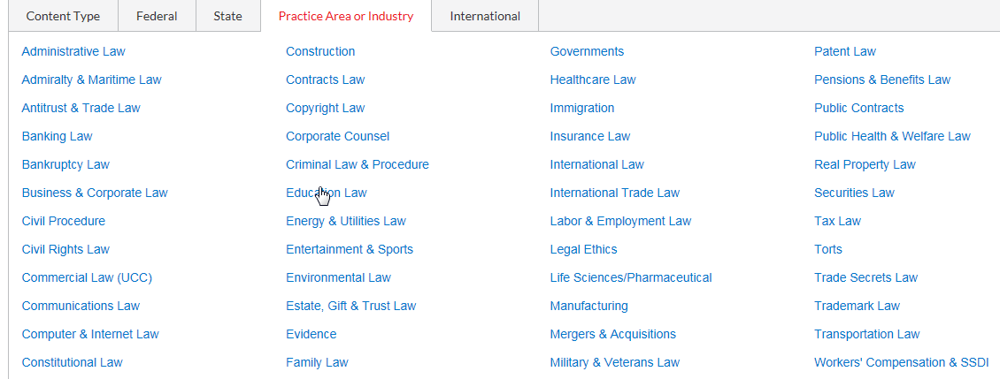 Content Type
Federal
State
Practice Area or Industry
International
Administrative Law
Admiralty & Maritime Law
Antitrust & Trade Law
Banking Law
Bankruptcy Law
Business & Corporate Law
Civil Procedure
Civil Rights Law
Commercial Law (UCC)
Communications Law
Computer & Internet Law
Constitutional Law
Construction
Contracts Law
Copyright Law
Corporate Counsel
Criminal Law & Procedure
Education Law
Energy & Utilities Law
Entertainment & Sports
Environmental Law
Estate, Gift & Trust Law
Evidence
Family Law
Governments
Healthcare Law
Immigration
Insurance Law
International Law
International Trade Law
Labor & Employment Law
Legal Ethics
Life Sciences/Pharmaceutical
Manufacturing
Mergers & Acquisitions
Military & Veterans Law
Patent Law
Pensions & Benefits Law
Public Contracts
Public Health & Welfare Law
Real Property Law
Securities Law
Tax Law
Torts
Trade Secrets Law
Trademark Law
Transportation Law
Workers' Compensation & SSDI